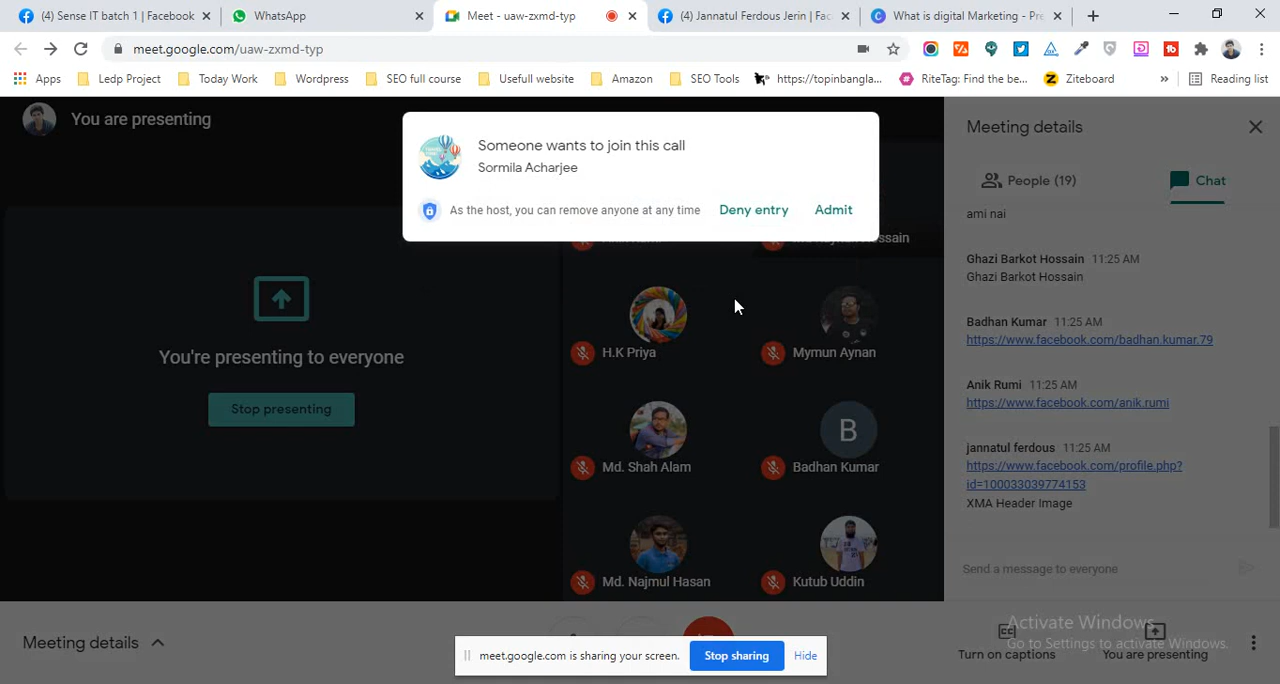 (4) Sense IT batch 1 | Facebook
WhatsApp
Meet - uaw-zxmd-typ
(4) Jannatul Ferdous Jerin | Fac
What is digital Marketing - Pre
meet.google.com/uaw-zxmd-typ
Apps
Ledp Project
Today Work
Wordpress
SEO full course
Usefull website
Amazon
SEO Tools
https://topinbangla...
RiteTag: Find the be...
Ziteboard
»
Reading list
You are presenting
Someone wants to join this call
Sormila Acharjee
As the host, you can remove anyone at any time
Deny entry
Admit
ssain
You're presenting to everyone
Stop presenting
H.K Priya
Mymun Aynan
Md. Shah Alam
B
Badhan Kumar
Md. Najmul Hasan
Kutub Uddin
Meeting details
People (19)
Chat
ami nai
Ghazi Barkot Hossain 11:25 AM
Ghazi Barkot Hossain
Badhan Kumar 11:25 AM
https://www.facebook.com/badhan.kumar.79
Anik Rumi 11:25 AM
https://www.facebook.com/anik.rumi
jannatul ferdous 11:25 AM
https://www.facebook.com/profile.php?
id=100033039774153
XMA Header Image
Send a message to everyone
Meeting details
meet.google.com is sharing your screen.
Stop sharing
Hide
Turn on captions
You are presenting
Activate Windows
Go to Settings to activate Windows.